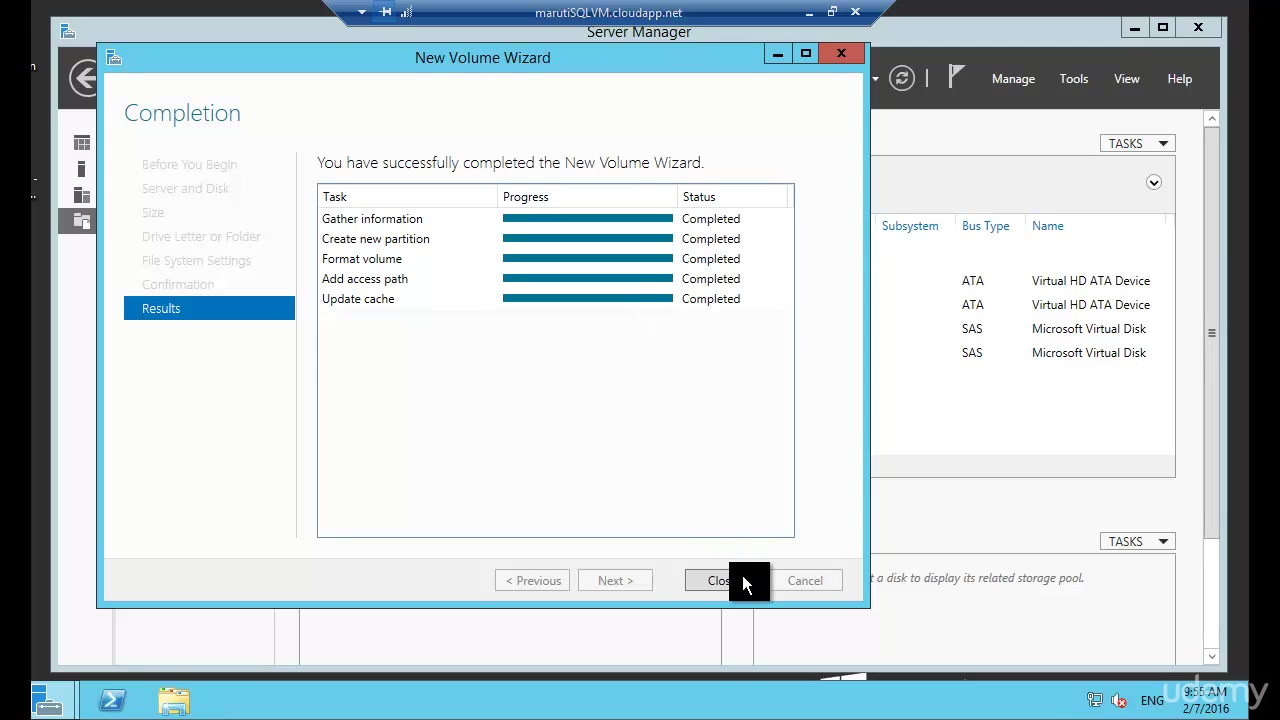 marutiSQLVM.cloudapp.net
Server Manager
New Volume Wizard
Manage Tools View Help
Completion
TASKS
Before You Begin
Server and Disk
Size
Drive Letter or Folder
File System Settings
Confirmation
Results
You have successfully completed the New Volume Wizard.
Task Progress Status
Gather information Completed
Create new partition Completed
Format volume Completed
Add access path Completed
Update cache Completed
Subsystem Bus Type Name
ATA Virtual HD ATA Device
ATA Virtual HD ATA Device
SAS Microsoft Virtual Disk
SAS Microsoft Virtual Disk
TASKS
t a disk to display its related storage pool.
< Previous Next > Clos Cancel
ENG 9:55 AM
2/7/2016
udemy